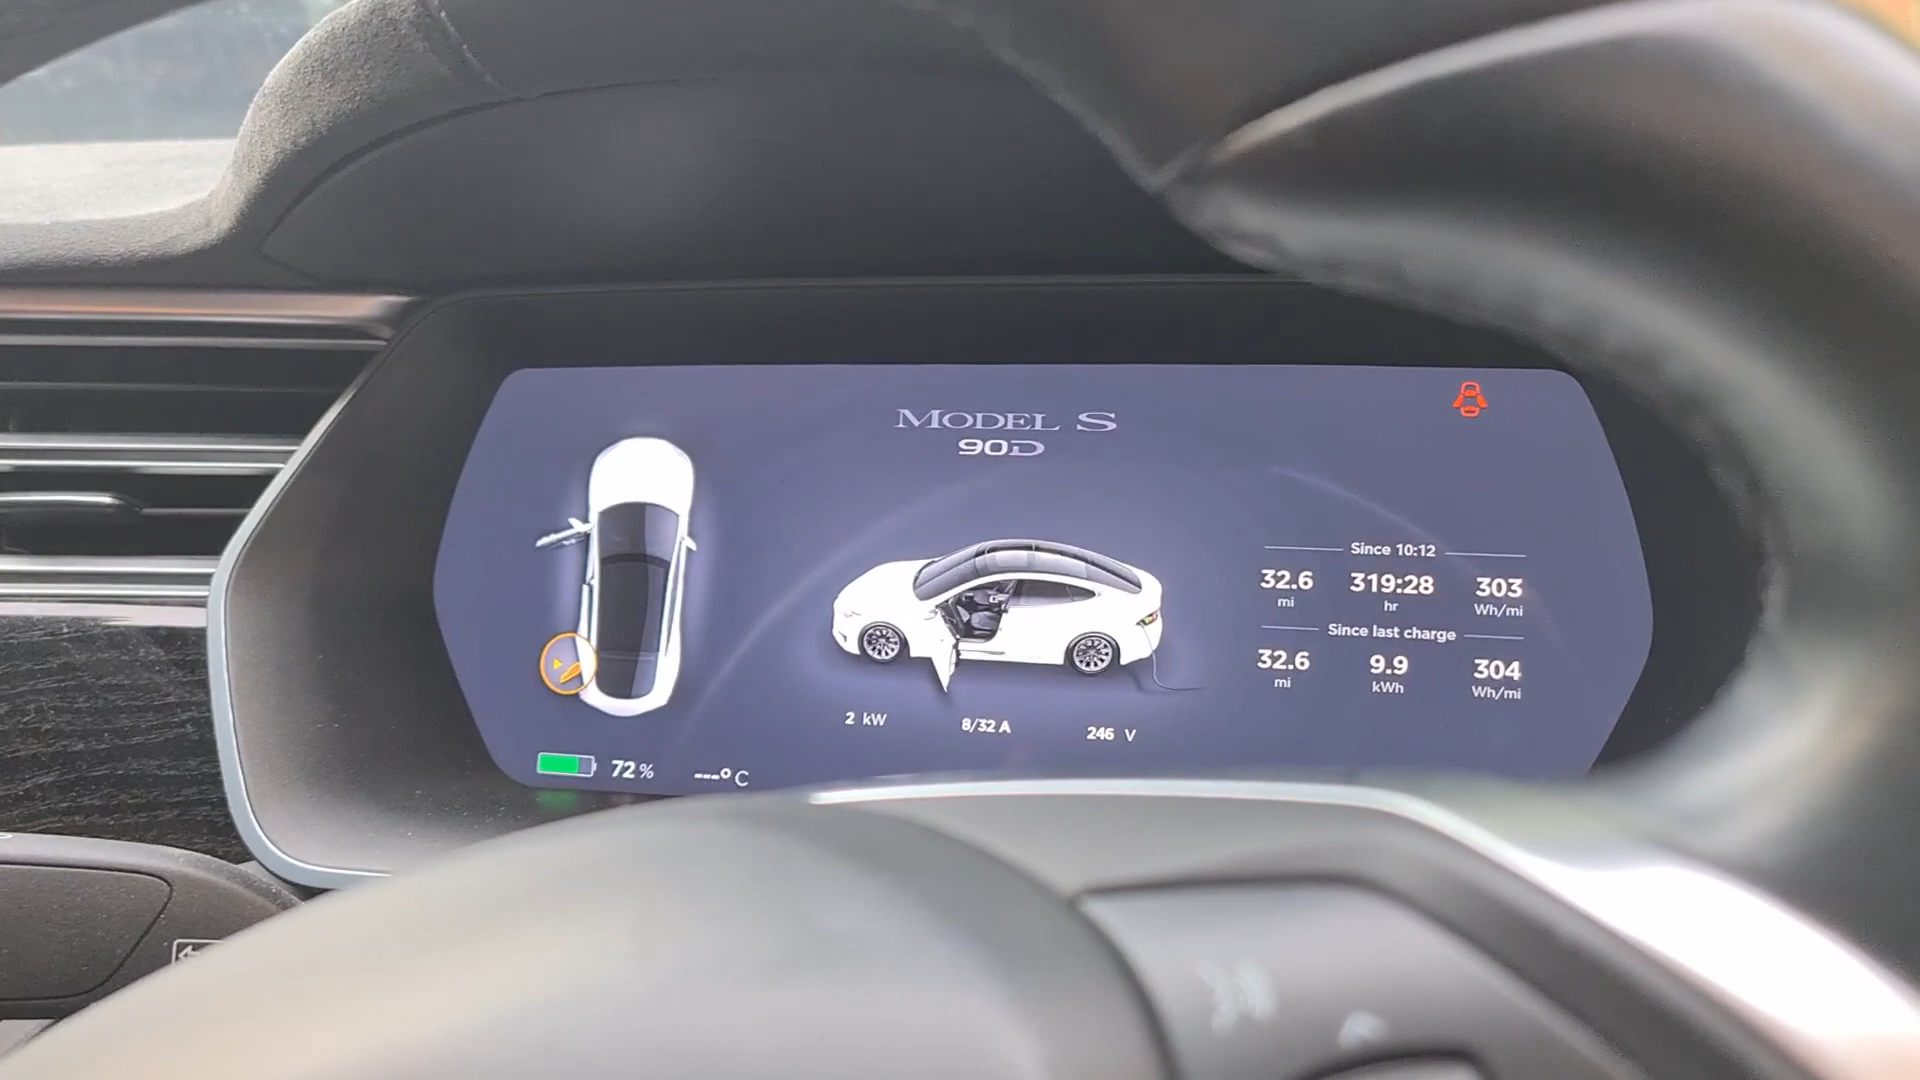 MODEL S
90D
Since 10:12
32.6 319:28 303
mi hr Wh/mi
Since last charge
32.6 9.9 304
mi kWh Wh/mi
2 kW 8/32 A 246 V
72 % ---° C